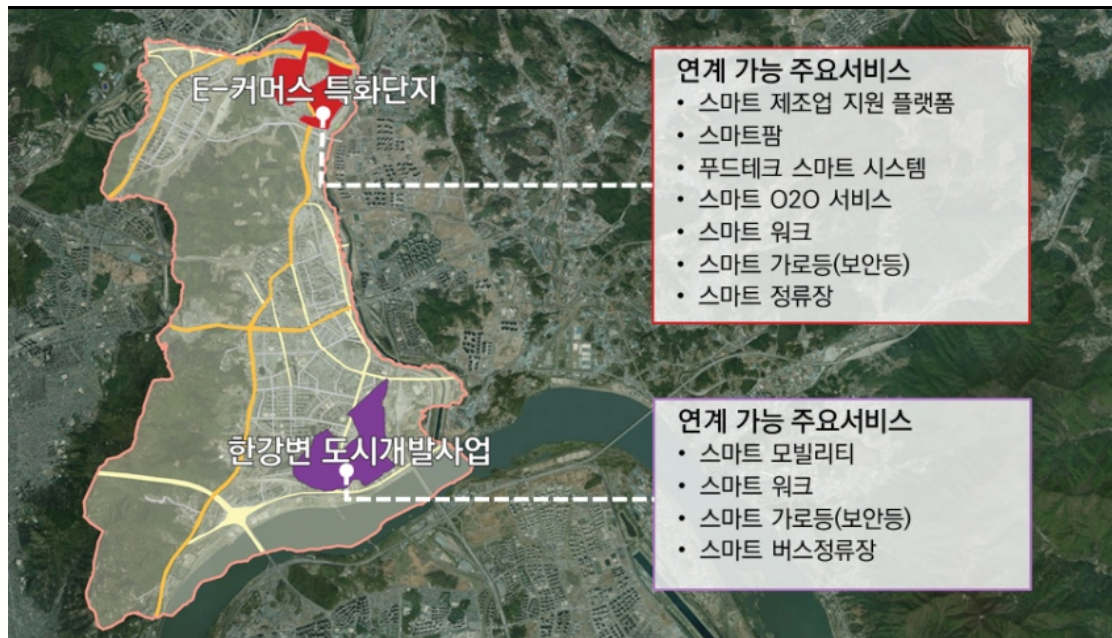 E-커머스 특화단지
연계 가능 주요서비스
• 스마트 제조업 지원 플랫폼
• 스마트팜
• 푸드테크 스마트 시스템
• 스마트 O2O 서비스
• 스마트 워크
• 스마트 가로등(보안등)
• 스마트 정류장
한강변 도시개발사업
연계 가능 주요서비스
• 스마트 모빌리티
• 스마트 워크
• 스마트 가로등(보안등)
• 스마트 버스정류장